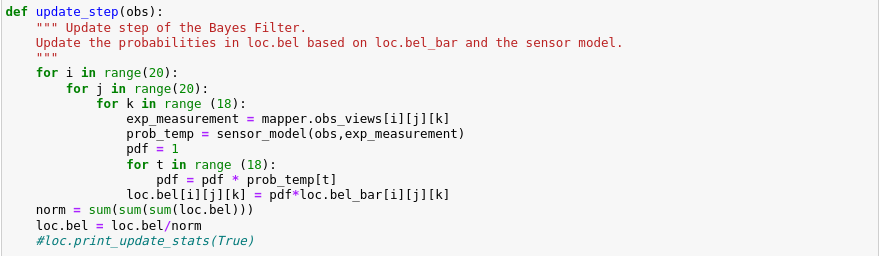 def update_step(obs):
    """ Update step of the Bayes Filter.
    Update the probabilities in loc.bel based on loc.bel_bar and the sensor model.
    """
    for i in range(20):
        for j in range(20):
            for k in range (18):
                exp_measurement = mapper.obs_views[i][j][k]
                prob_temp = sensor_model(obs,exp_measurement)
                pdf = 1
                for t in range (18):
                    pdf = pdf * prob_temp[t]
                loc.bel[i][j][k] = pdf*loc.bel_bar[i][j][k]
    norm = sum(sum(sum(loc.bel)))
    loc.bel = loc.bel/norm
    #loc.print_update_stats(True)